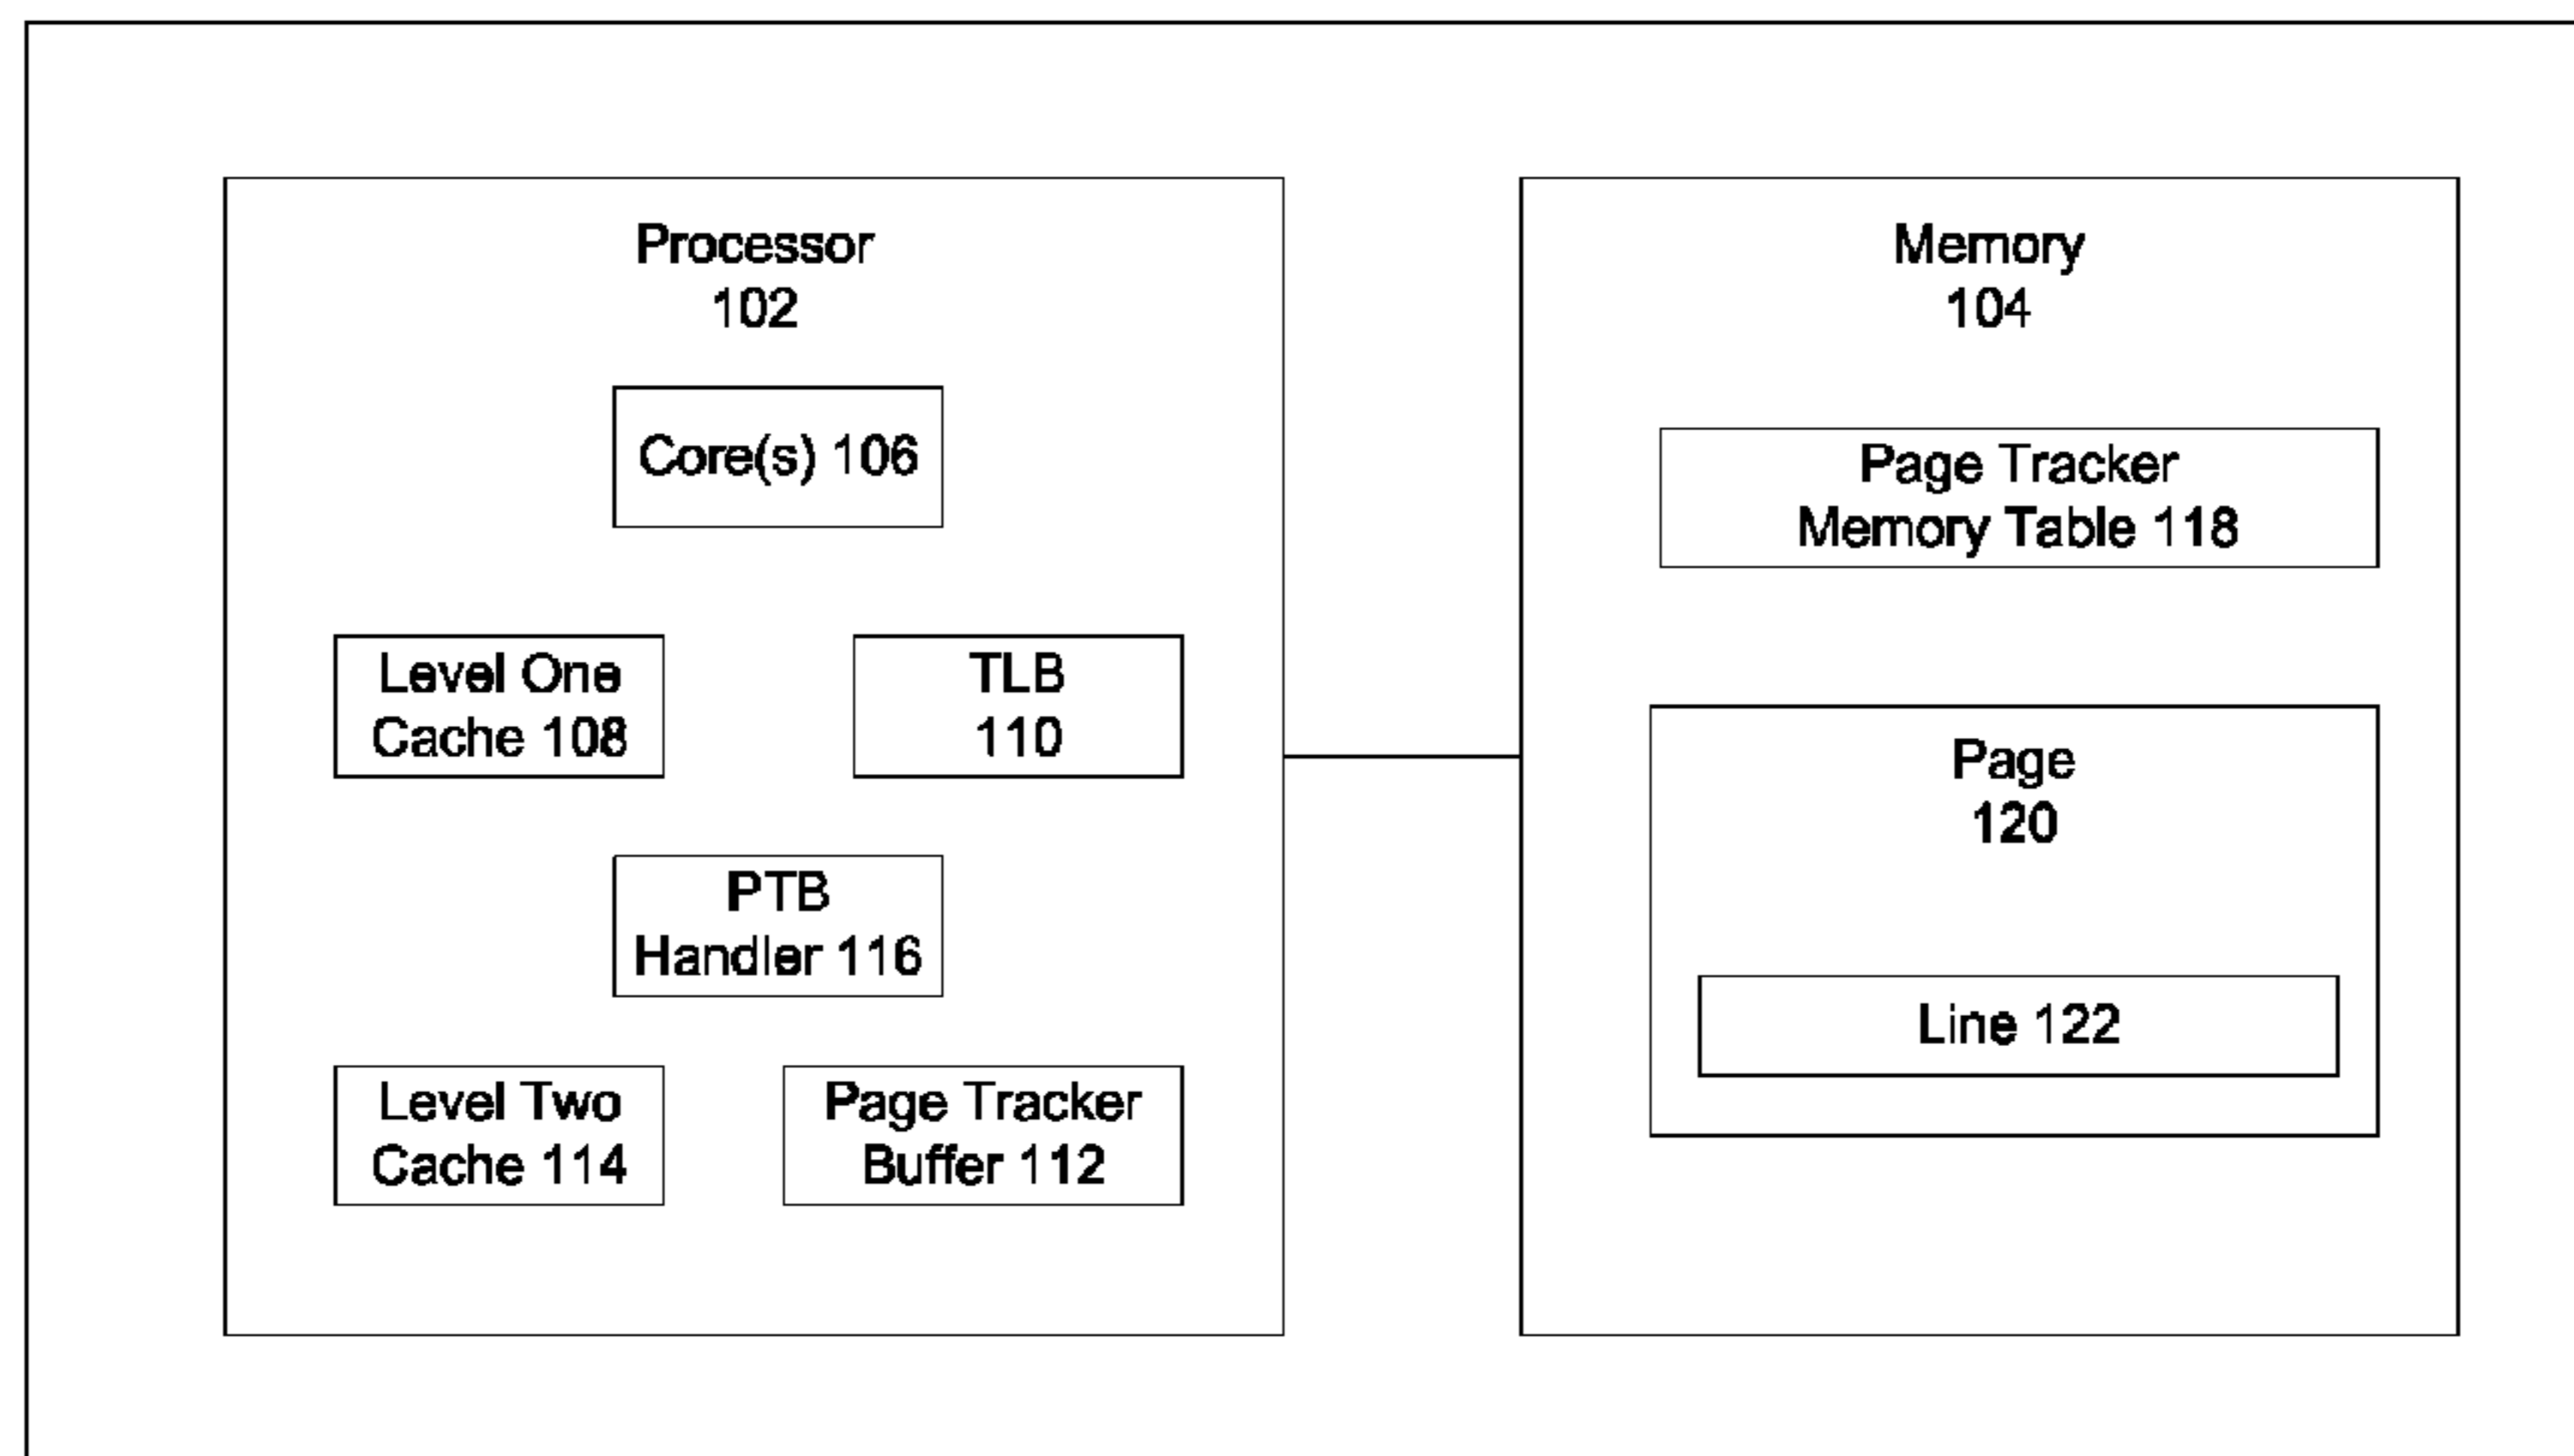 Processor
102
Core(s) 106
Level One
Cache 108
TLB
110
PTB
Handler 116
Level Two
Cache 114
Page Tracker
Buffer 112
Memory
104
Page Tracker
Memory Table 118
Page
120
Line 122